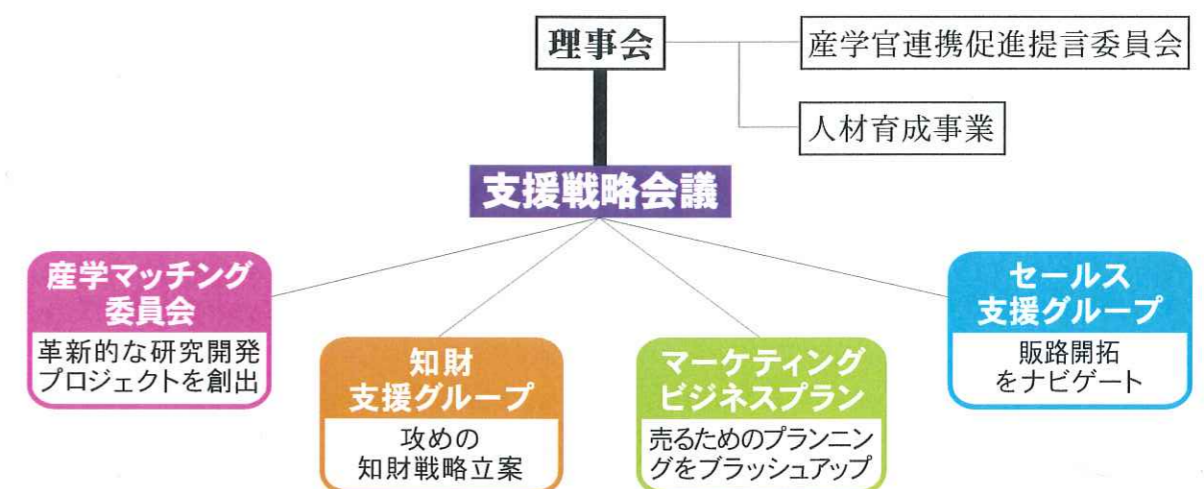 理事会
産学官連携促進提言委員会
人材育成事業
支援戦略会議
産学マッチング
委員会
革新的な研究開発
プロジェクトを創出
知財
支援グループ
攻めの
知財戦略立案
マーケティング
ビジネスプラン
売るためのプランニン
グをブラッシュアップ
セールス
支援グループ
販路開拓
をナビゲート